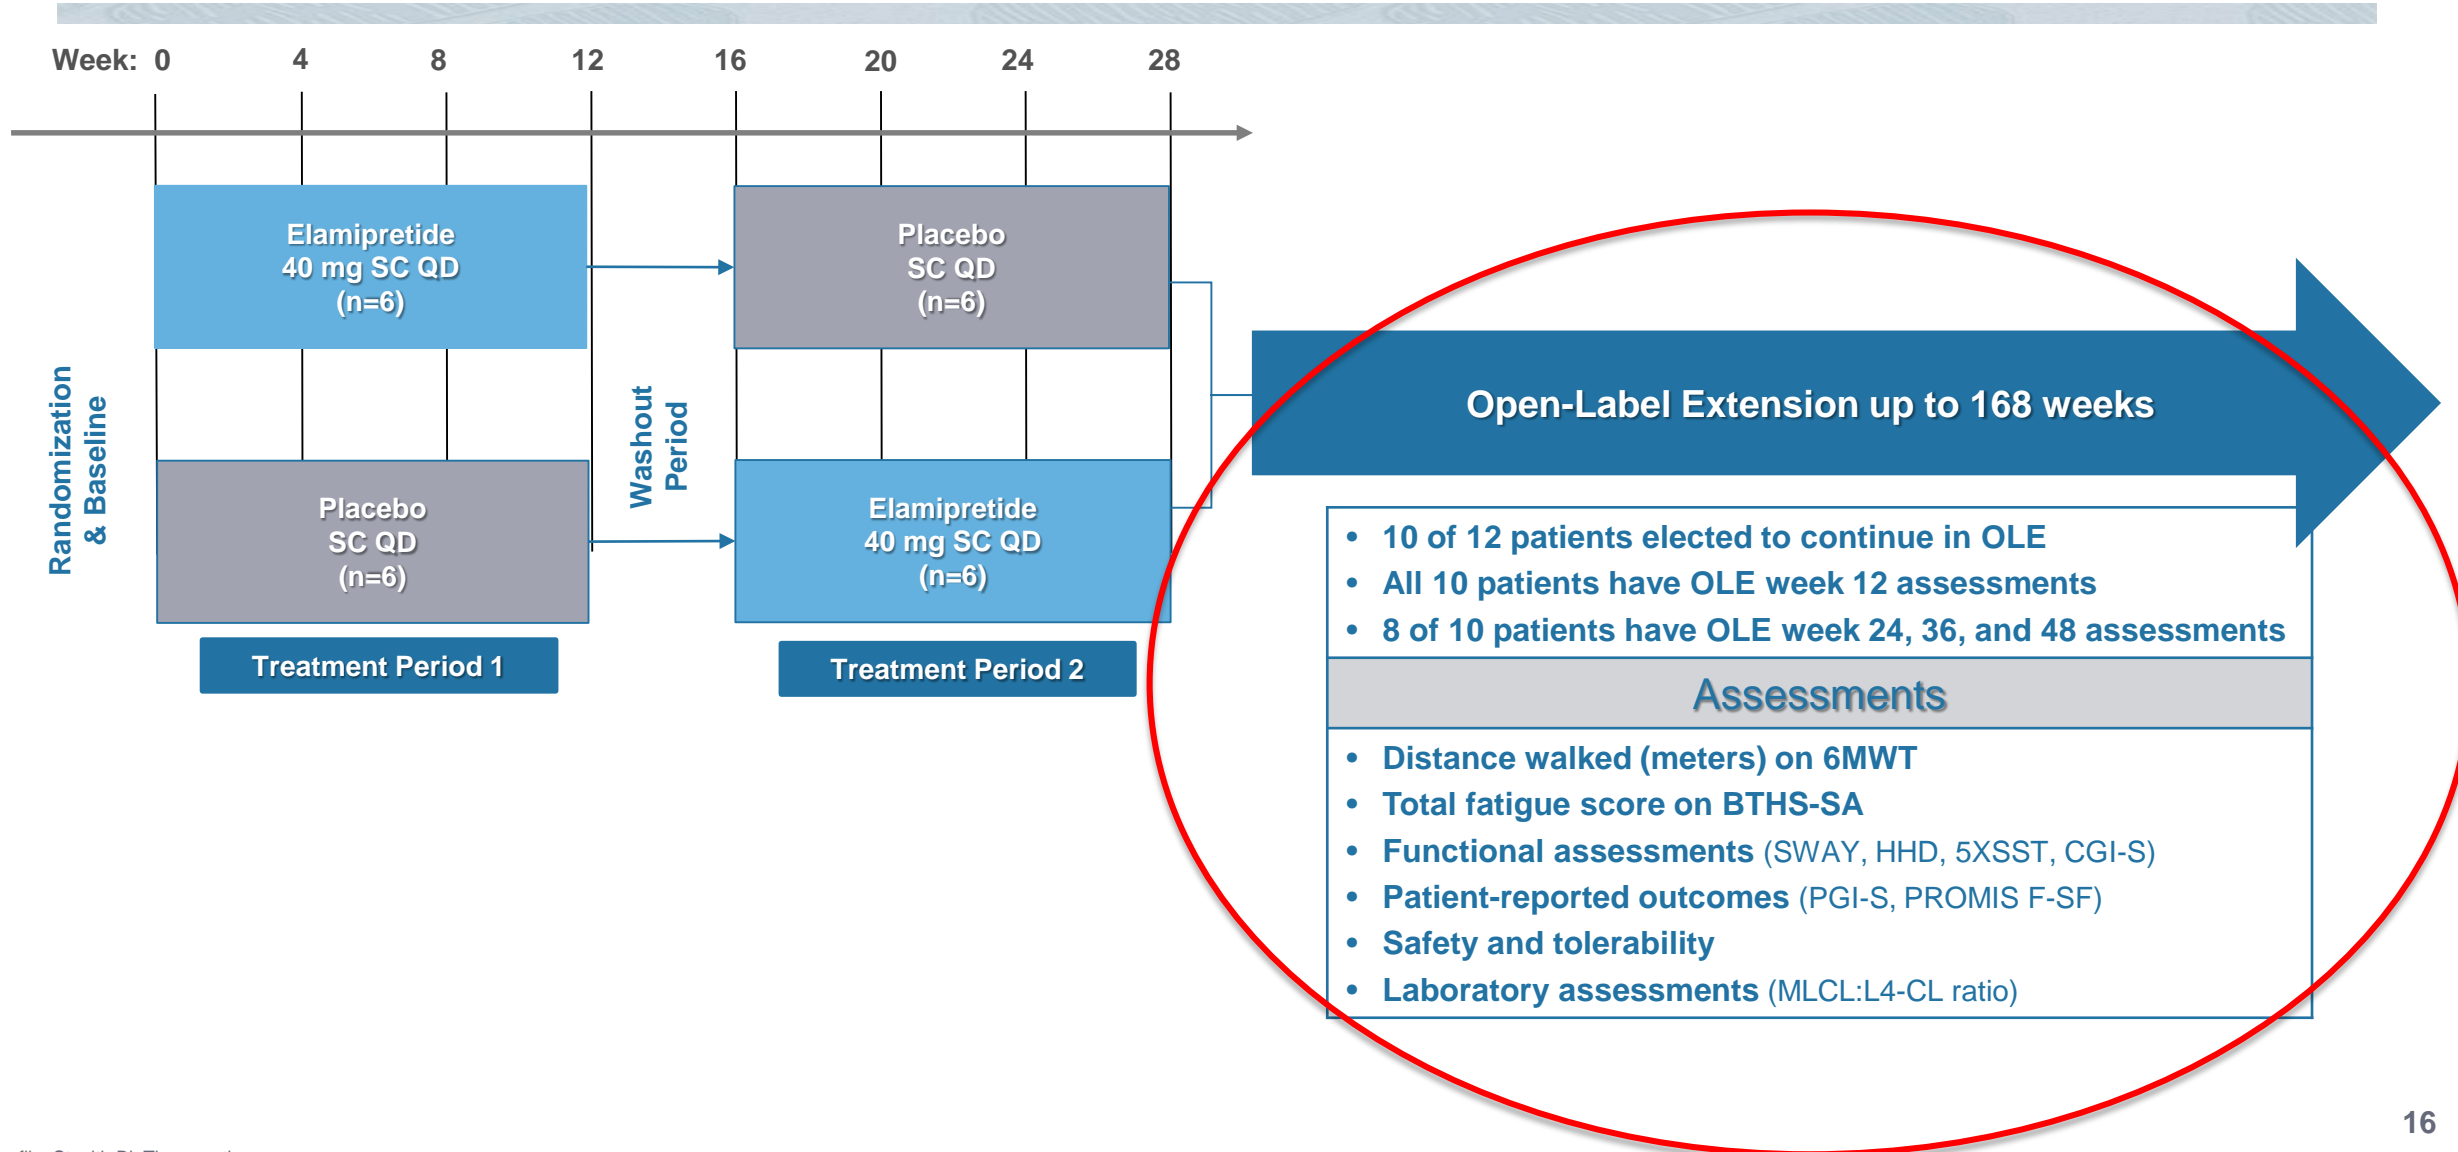 Week: 0 4 8 12 16 20 24 28
Elamipretide
40 mg SC QD
(n=6)
Placebo
SC QD
(n=6)
Randomization
& Baseline
Washout
Period
Placebo
SC QD
(n=6)
Elamipretide
40 mg SC QD
(n=6)
Treatment Period 1
Treatment Period 2
Open-Label Extension up to 168 weeks
• 10 of 12 patients elected to continue in OLE
• All 10 patients have OLE week 12 assessments
• 8 of 10 patients have OLE week 24, 36, and 48 assessments
Assessments
• Distance walked (meters) on 6MWT
• Total fatigue score on BTHS-SA
• Functional assessments (SWAY, HHD, 5XSST, CGI-S)
• Patient-reported outcomes (PGI-S, PROMIS F-SF)
• Safety and tolerability
• Laboratory assessments (MLCL:L4-CL ratio)
16